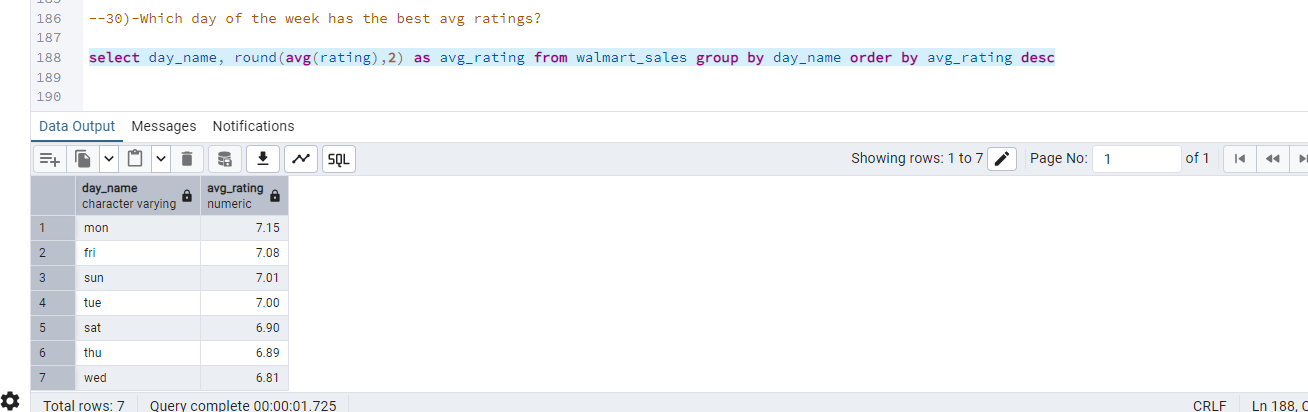 186 --30)-Which day of the week has the best avg ratings?
187
188 select day_name, round(avg(rating),2) as avg_rating from walmart_sales group by day_name order by avg_rating desc
189
190
Data Output Messages Notifications
SQL Showing rows: 1 to 7 Page No: 1 of 1
day_name avg_rating
character varying numeric
1 mon 7.15
2 fri 7.08
3 sun 7.01
4 tue 7.00
5 sat 6.90
6 thu 6.89
7 wed 6.81
Total rows: 7 Query complete 00:00:01.725 CRLF Ln 188,